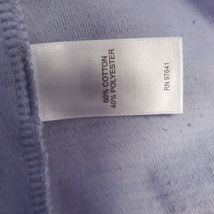 60% COTTON
40% POLYESTER
RN 97641